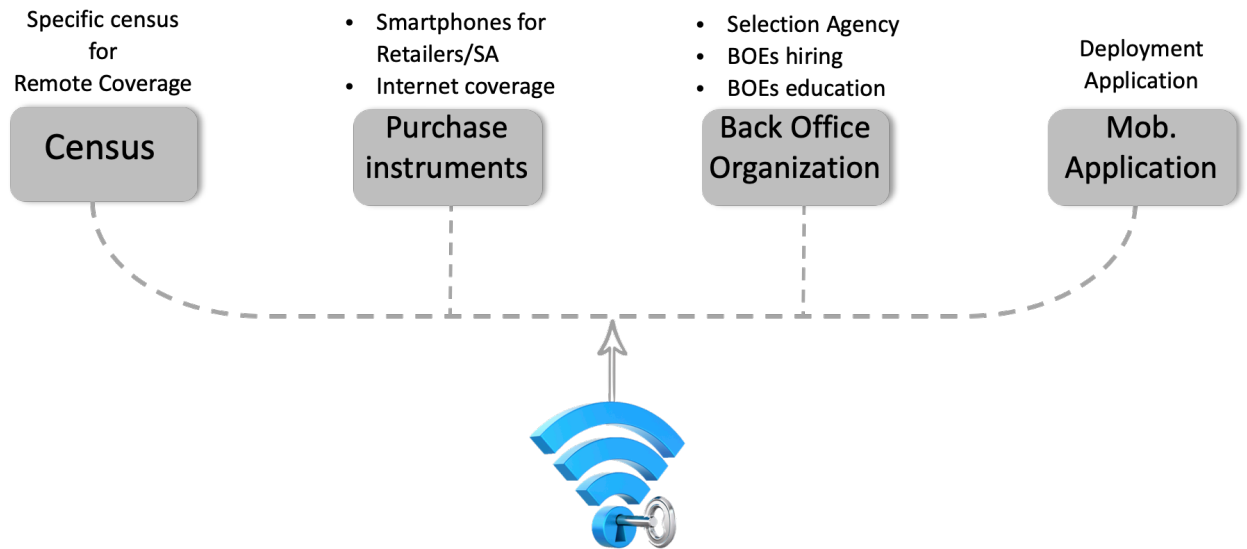 Specific census
for
Remote Coverage
Census
• Smartphones for
Retailers/SA
• Internet coverage
Purchase
instruments
• Selection Agency
• BOEs hiring
• BOEs education
Back Office
Organization
Deployment
Application
Mob.
Application